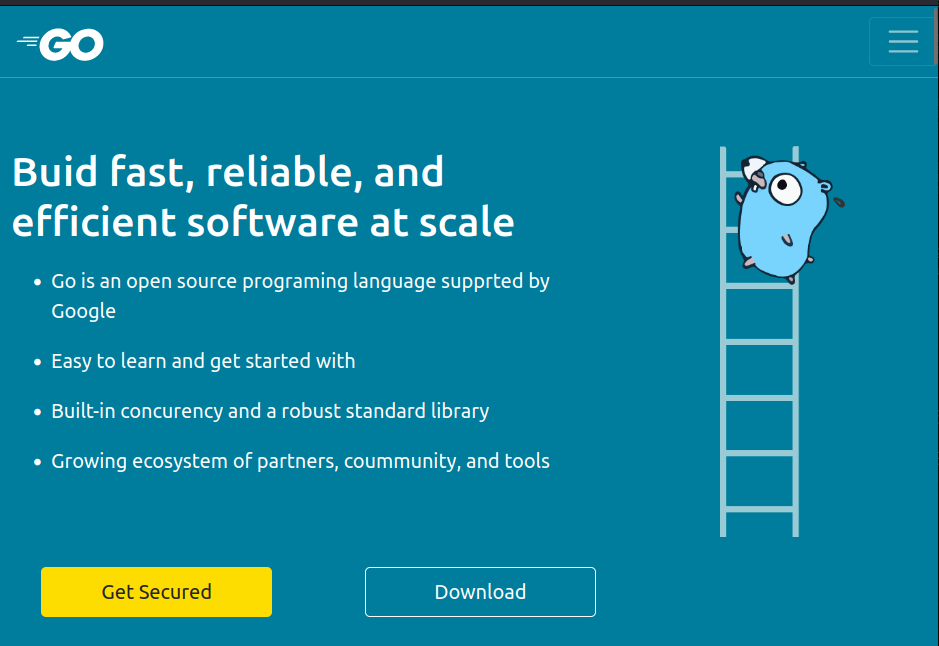 GO
Buid fast, reliable, and
efficient software at scale
• Go is an open source programing language supprted by
Google
• Easy to learn and get started with
• Built-in concurency and a robust standard library
• Growing ecosystem of partners, coummunity, and tools
Get Secured
Download